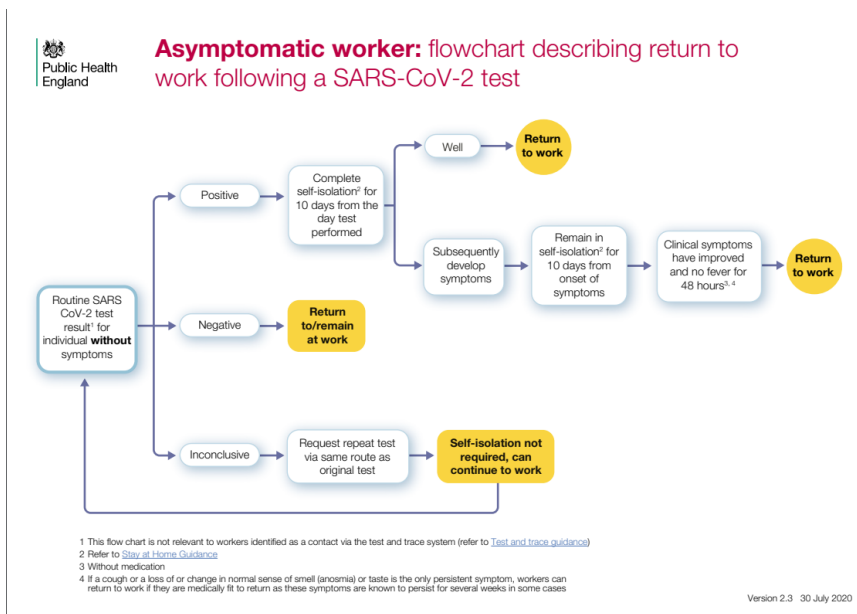 Public Health
England
Asymptomatic worker: flowchart describing return to
work following a SARS-CoV-2 test
Routine SARS
CoV-2 test
result1 for
individual without
symptoms
Positive
Complete
self-isolation2 for
10 days from the
day test
performed
Well
Return
to work
Subsequently
develop
symptoms
Remain in
self-isolation2 for
10 days from
onset of
symptoms
Clinical symptoms
have improved
and no fever for
48 hours3, 4
Return
to work
Negative
Return
to/remain
at work
Inconclusive
Request repeat test
via same route as
original test
Self-isolation not
required, can
continue to work
1 This flow chart is not relevant to workers identified as a contact via the test and trace system (refer to Test and trace guidance)
2 Refer to Stay at Home Guidance
3 Without medication
4 If a cough or a loss of or change in normal sense of smell (anosmia) or taste is the only persistent symptom, workers can
return to work if they are medically fit to return as these symptoms are known to persist for several weeks in some cases
Version 2.3 30 July 2020